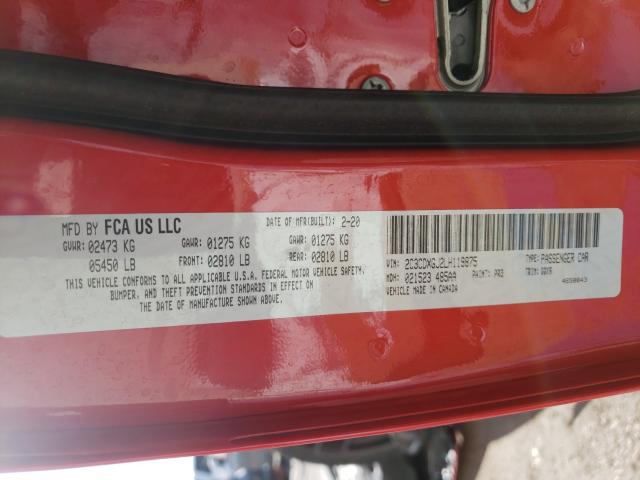 MFD BY FCA US LLC
DATE OF MFR(BUILT): 2-20
GVWR: 02473 KG GAWR: 01275 KG GAWR: 01275 KG
05450 LB FRONT: 02810 LB REAR: 02810 LB
THIS VEHICLE CONFORMS TO ALL APPLICABLE U.S.A. FEDERAL MOTOR VEHICLE SAFETY,
BUMPER, AND THEFT PREVENTION STANDARDS IN EFFECT ON
THE DATE OF MANUFACTURE SHOWN ABOVE.
VIN: 2C3CDXGJ2LH119875 TYPE: PASSENGER CAR
MDH: 021523 485AA PAINT: PR3 TRIM:
VEHICLE MADE IN CANADA